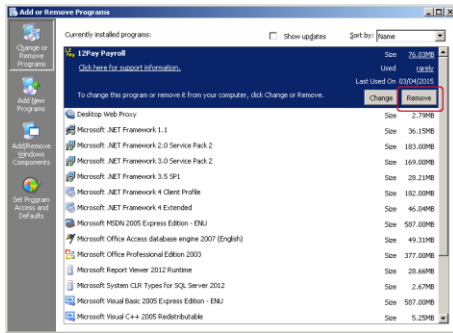 Add or Remove Programs
Currently installed programs:
Show updates
Sort by: Name
Change or
Remove
Programs
12Pay Payroll
Size 76.03MB
Click here for support information.
Used rarely
Last Used On 03/04/2015
To change this program or remove it from your computer, click Change or Remove.
Change
Remove
Add New
Programs
Desktop Web Proxy
Size 2.79MB
Microsoft .NET Framework 1.1
Size 36.15MB
Microsoft .NET Framework 2.0 Service Pack 2
Size 183.00MB
Add/Remove
Windows
Components
Microsoft .NET Framework 3.0 Service Pack 2
Size 169.00MB
Microsoft .NET Framework 3.5 SP1
Size 28.21MB
Microsoft .NET Framework 4 Client Profile
Size 182.00MB
Set Program
Access and
Defaults
Microsoft .NET Framework 4 Extended
Size 46.04MB
Microsoft MSDN 2005 Express Edition - ENU
Size 587.00MB
Microsoft Office Access database engine 2007 (English)
Size 49.31MB
Microsoft Office Professional Edition 2003
Size 377.00MB
Microsoft Report Viewer 2012 Runtime
Size 28.66MB
Microsoft System CLR Types for SQL Server 2012
Size 2.67MB
Microsoft Visual Basic 2005 Express Edition - ENU
Size 587.00MB
Microsoft Visual C++ 2005 Redistributable
Size 5.25MB